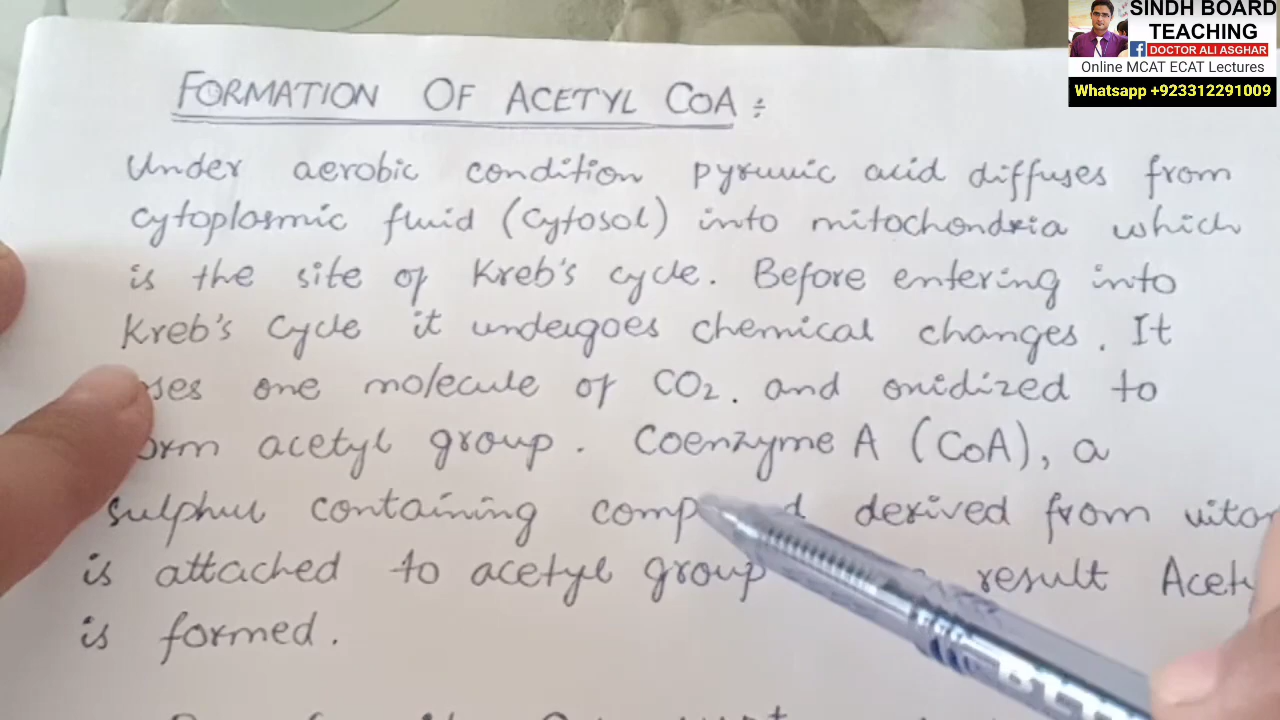 SINDH BOARD
TEACHING
DOCTOR ALI ASGHAR
Online MCAT ECAT Lectures
Whatsapp +923312291009
FORMATION OF ACETYL COA :
Under aerobic condition pyruvic acid diffuses from
cytoplasmic fluid (Cytosol) into mitochondria which
is the site of Kreb's cycle. Before entering into
Kreb's Cycle it undergoes chemical changes. It
one molecule of CO2. and oxidized to
acetyl group. Coenzyme A (CoA), a
sulphur containing derived from
is attached to acetyl group result
is formed.